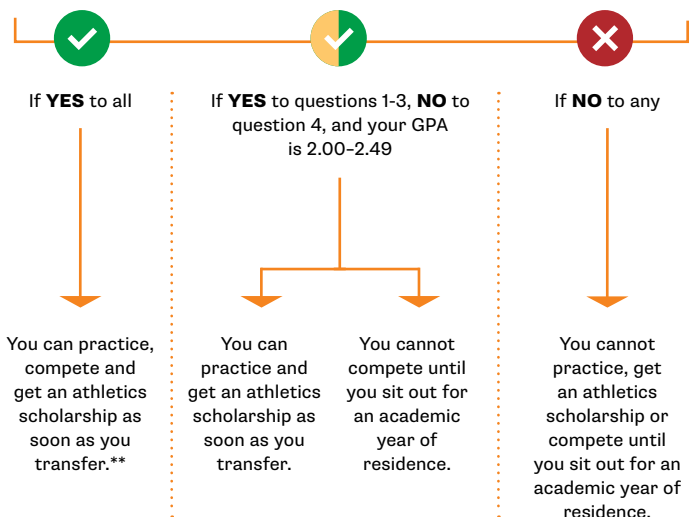 If YES to all
If YES to questions 1-3, NO to
question 4, and your GPA
is 2.00–2.49
If NO to any
You can practice,
compete and
get an athletics
scholarship as
soon as you
transfer.**
You can
practice and
get an athletics
scholarship as
soon as you
transfer.
You cannot
compete until
you sit out for
an academic
year of
residence.
You cannot
practice, get
an athletics
scholarship or
compete until
you sit out for an
academic year of
residence.